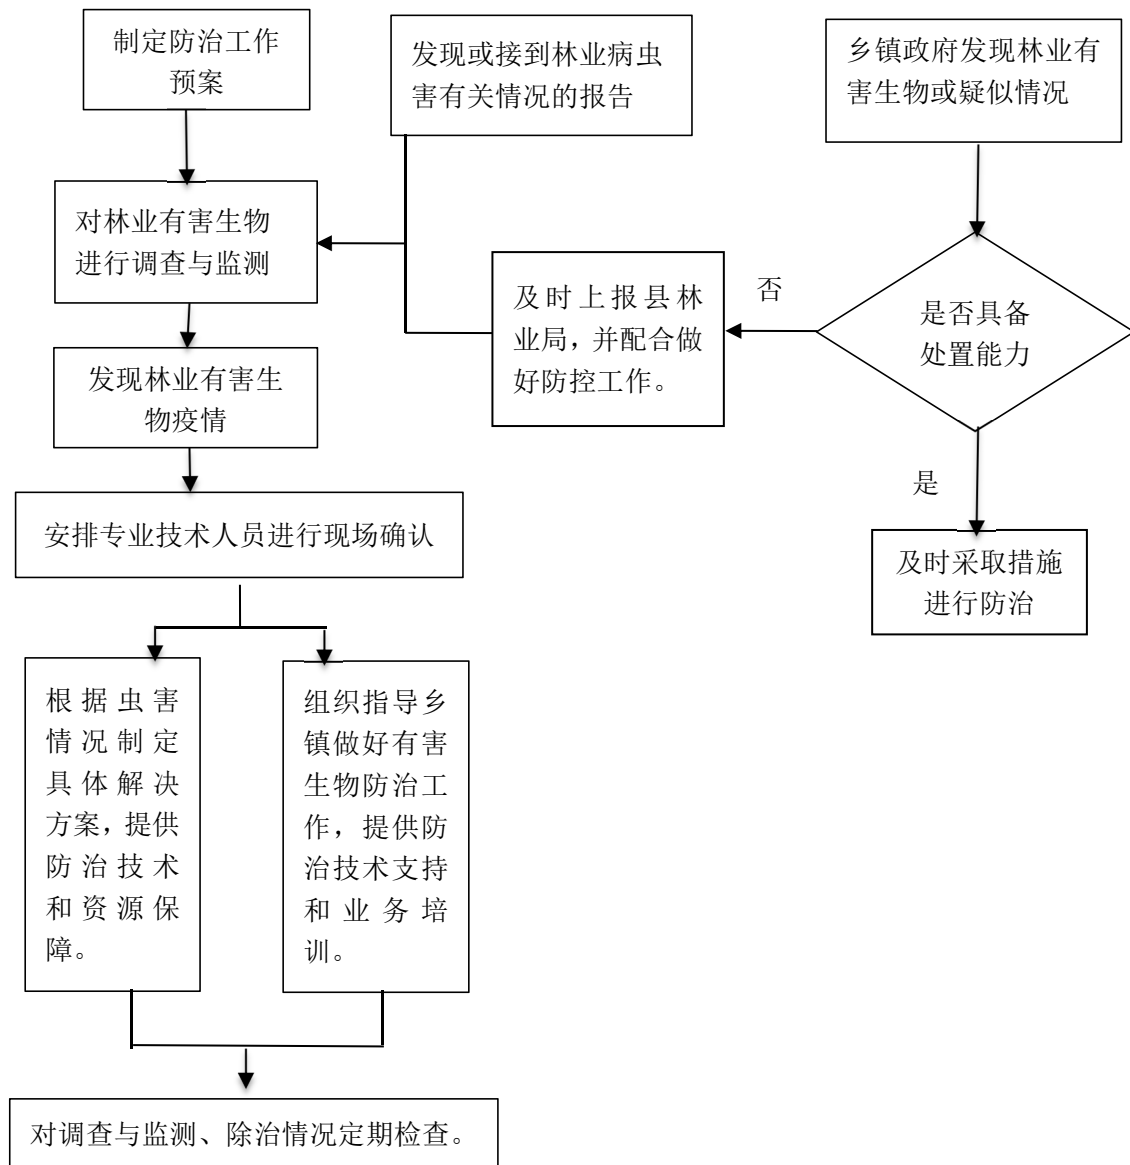 制定防治工作
预案
发现或接到林业病虫
害有关情况的报告
乡镇政府发现林业有
害生物或疑似情况
对林业有害生物
进行调查与监测
及时上报县林
业局，并配合做
好防控工作。
否
是否具备
处置能力
发现林业有害生
物疫情
是
安排专业技术人员进行现场确认
及时采取措施
进行防治
根据虫害
情况制定
具体解决
方案，提供
防治技术
和资源保
障。
组织指导乡
镇做好有害
生物防治工
作，提供防
治技术支持
和业务培
训。
对调查与监测、除治情况定期检查。